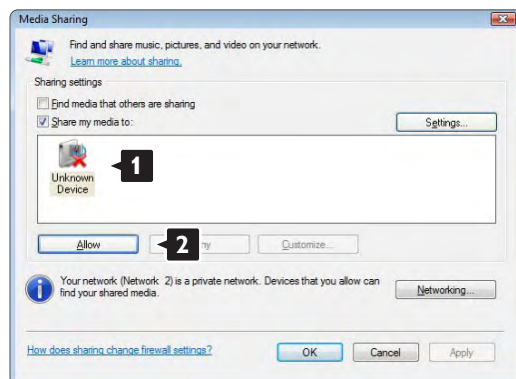 Media Sharing
Find and share music, pictures, and video on your network.
Learn more about sharing.
Sharing settings
Find media that others are sharing
Share my media to:
Settings...
Unknown
Device
1
Allow
2
Customize...
Your network (Network 2) is a private network. Devices that you allow can
find your shared media.
Networking...
How does sharing change firewall settings?
OK
Cancel
Apply